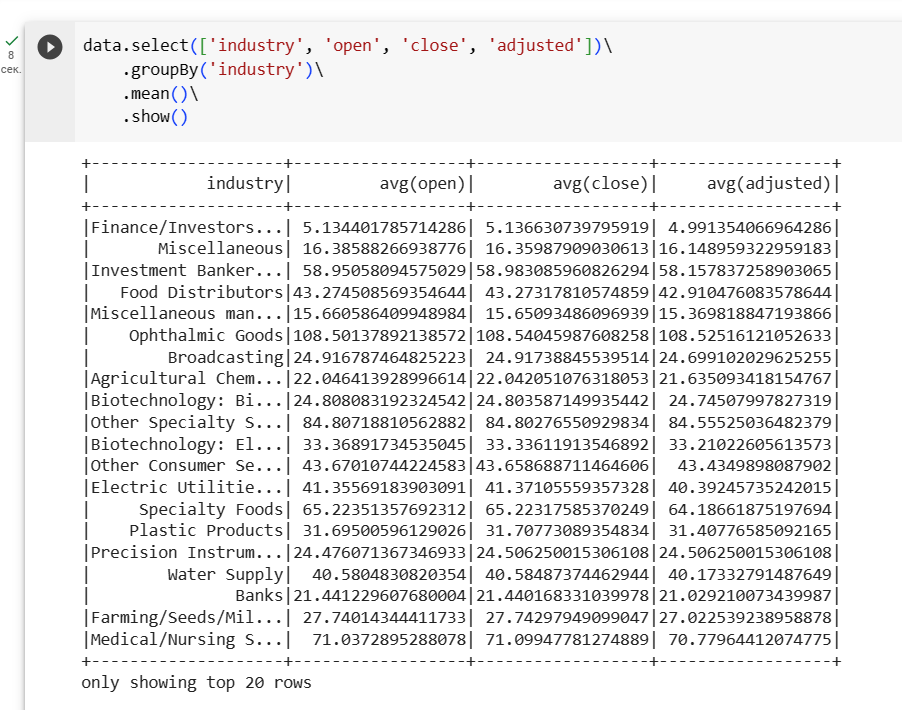 8
сек.
data.select(['industry', 'open', 'close', 'adjusted'])\
    .groupBy('industry')\
    .mean()\
    .show()
+--------------------+------------------+------------------+------------------+
|            industry|         avg(open)|        avg(close)|     avg(adjusted)|
+--------------------+------------------+------------------+------------------+
|Finance/Investors...| 5.134401785714286| 5.136630739795919| 4.991354066964286|
|       Miscellaneous| 16.38588266938776| 16.35987909030613|16.148959322959183|
|Investment Banker...| 58.95058094575029|58.983085960826294|58.157837258903065|
|   Food Distributors|43.274508569354644| 43.27317810574859|42.910476083578644|
|Miscellaneous man...|15.660586409948984| 15.65093486096939|15.369818847193866|
|    Ophthalmic Goods|108.50137892138572|108.54045987608258|108.52516121052633|
|        Broadcasting|24.916787464825223| 24.91738845539514|24.699102029625255|
|Agricultural Chem...|22.046413928996614|22.042051076318053|21.635093418154767|
|Biotechnology: Bi...|24.808083192324542|24.803587149935442| 24.74507997827319|
|Other Specialty S...| 84.80718810562882| 84.80276550929834| 84.55525036482379|
|Biotechnology: El...| 33.36891734535045| 33.33611913546892| 33.21022605613573|
|Other Consumer Se...| 43.67010744224583|43.658688711464606|  43.4349898087902|
|Electric Utilitie...| 41.35569183903091| 41.37105559357328| 40.39245735242015|
|     Specialty Foods| 65.22351357692312| 65.22317585370249| 64.18661875197694|
|    Plastic Products| 31.69500596129026| 31.70773089354834| 31.40776585092165|
|Precision Instrum...|24.476071367346933|24.506250015306108|24.506250015306108|
|        Water Supply|  40.5804830820354| 40.58487374462944| 40.17332791487649|
|               Banks|21.441229607680004|21.440168331039978|21.029210073439987|
|Farming/Seeds/Mil...| 27.74014344411733| 27.74297949099047|27.022539238958878|
|Medical/Nursing S...|  71.0372895288078| 71.09947781274889| 70.77964412074775|
+--------------------+------------------+------------------+------------------+
only showing top 20 rows